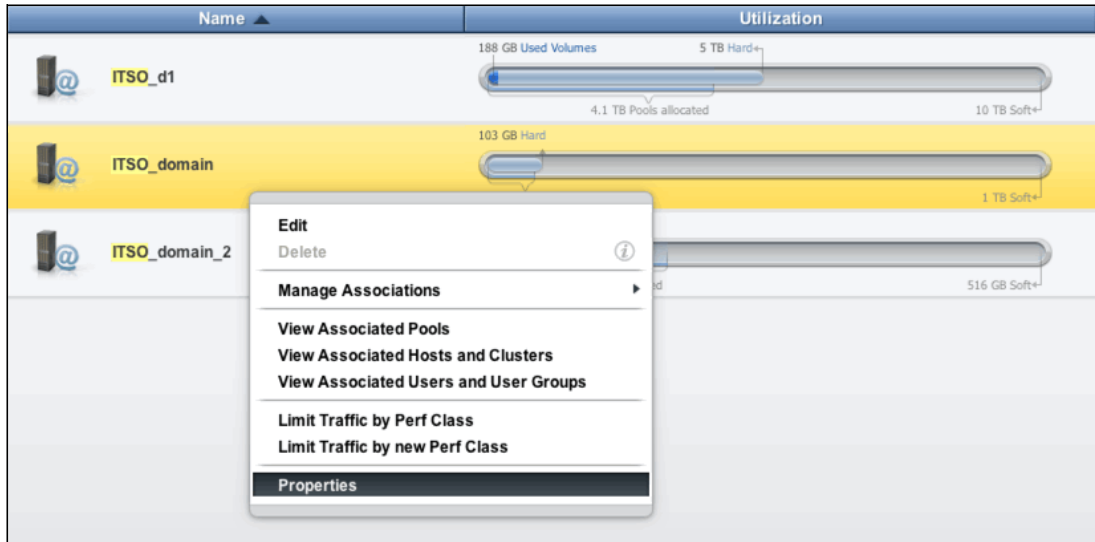 Name Utilization
188 GB Used Volumes 5 TB Hard
ITSO_d1
4.1 TB Pools allocated 10 TB Soft
103 GB Hard
ITSO_domain
1 TB Soft
Edit
Delete
ITSO_domain_2
ed 516 GB Soft
Manage Associations
View Associated Pools
View Associated Hosts and Clusters
View Associated Users and User Groups
Limit Traffic by Perf Class
Limit Traffic by new Perf Class
Properties